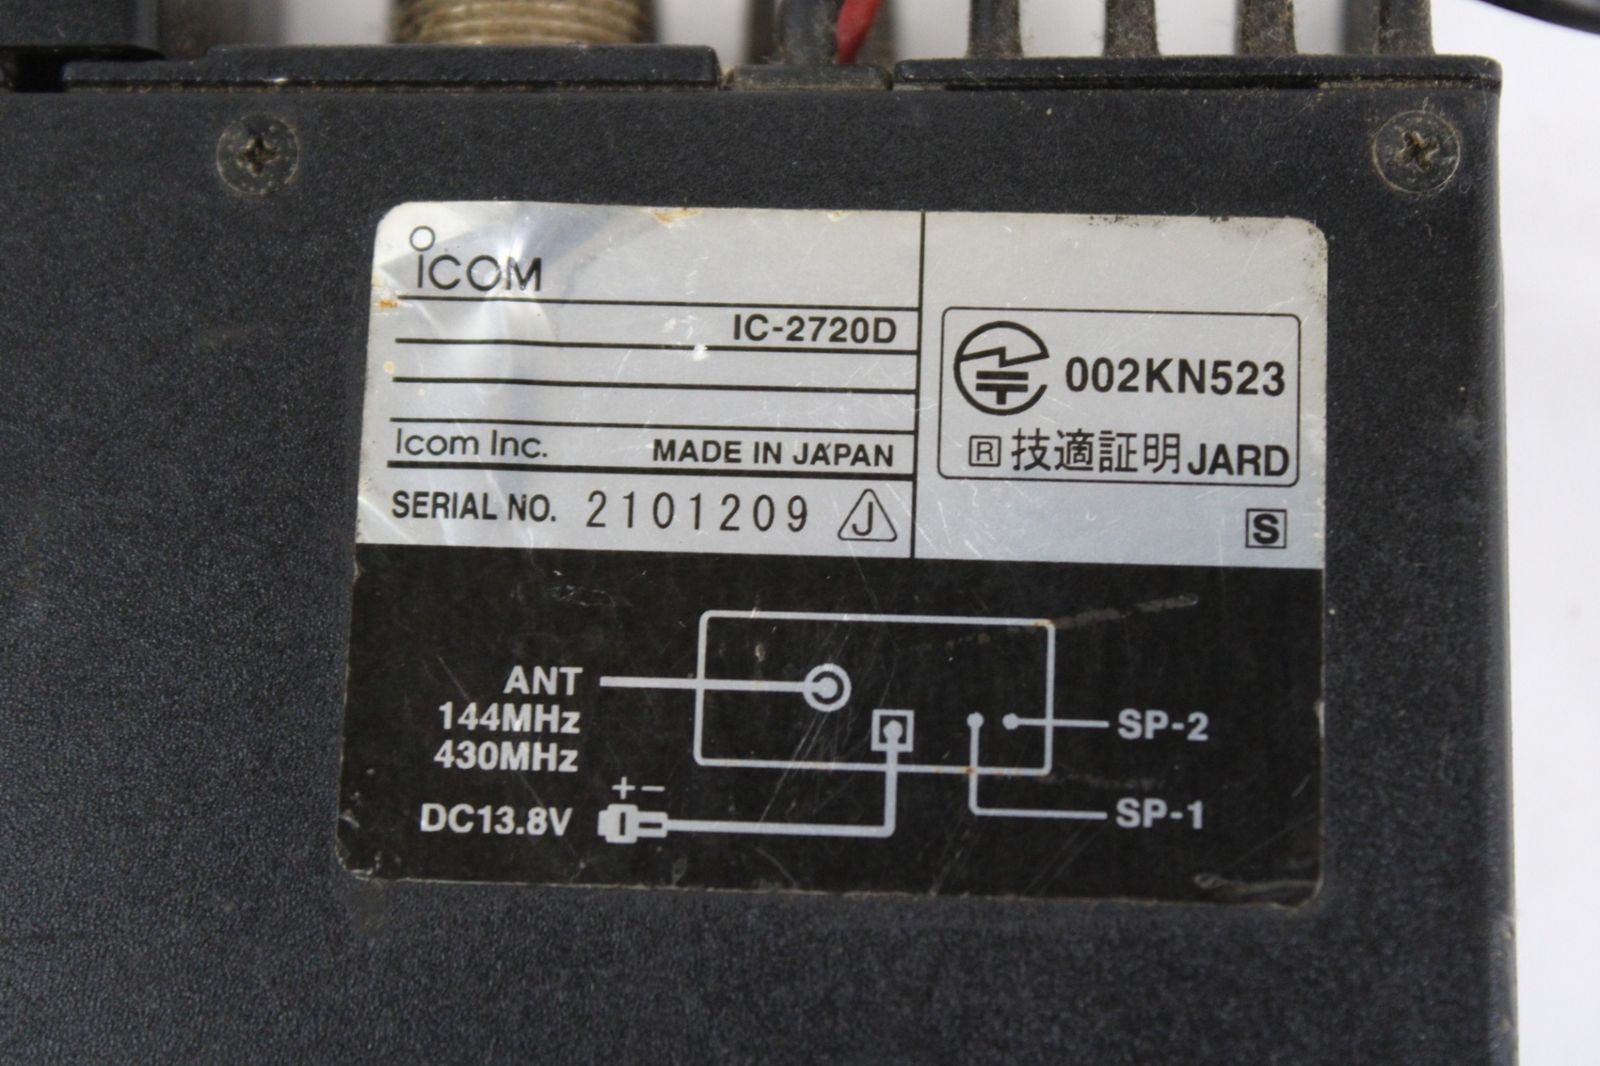 ICOM
IC-2720D
Icom Inc. MADE IN JAPAN
SERIAL NO. 2101209 J
002KN523
R 技適証明 JARD
S
ANT
144MHz
430MHz
+ −
DC13.8V
SP-2
SP-1